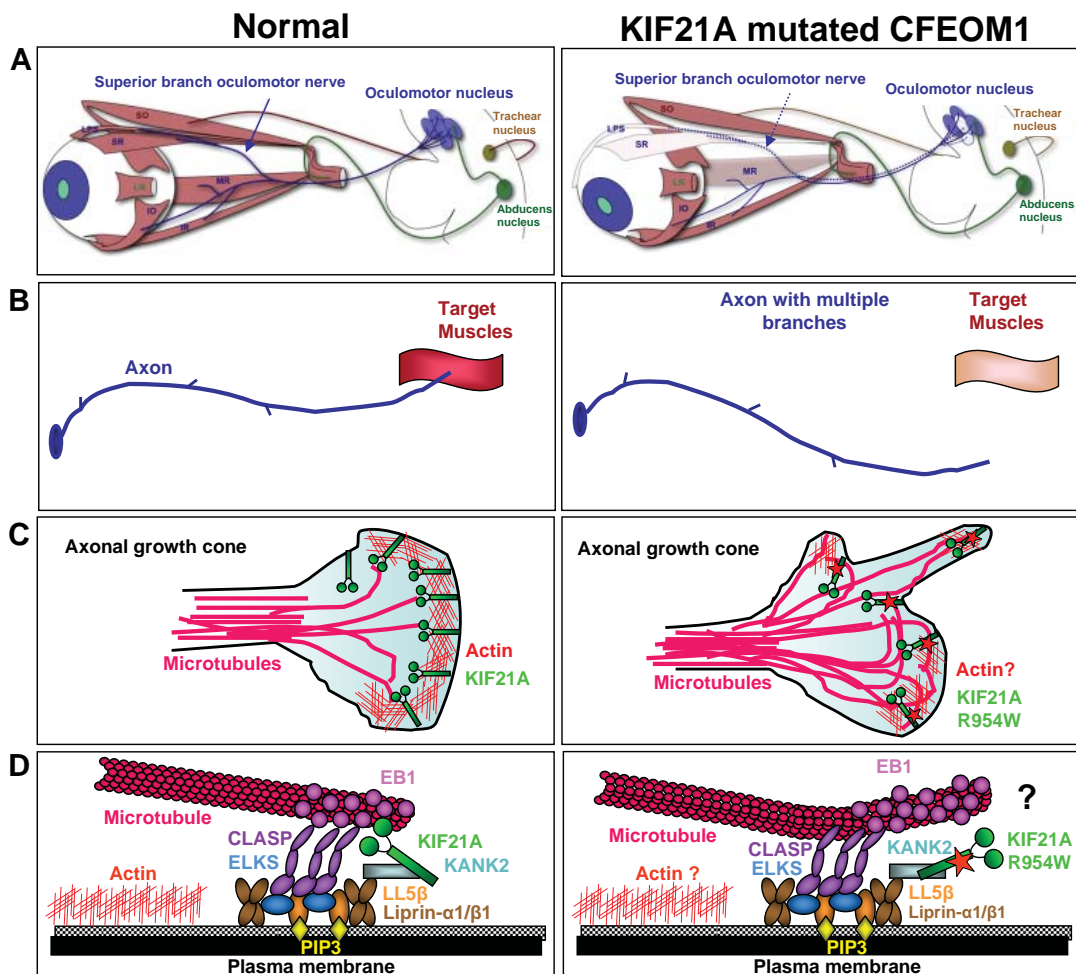 Normal
KIF21A mutated CFEOM1
A
Superior branch oculomotor nerve
Oculomotor nucleus
Trachear
nucleus
Abducens
nucleus
SO
LPS
SR
LR
MR
IO
IR
Superior branch oculomotor nerve
Oculomotor nucleus
Trachear
nucleus
Abducens
nucleus
SO
LPS
SR
LR
MR
IO
IR
B
Axon
Target
Muscles
Axon with multiple
branches
Target
Muscles
C
Axonal growth cone
Microtubules
Actin
KIF21A
Axonal growth cone
Microtubules
Actin?
KIF21A
R954W
D
EB1
Microtubule
CLASP
ELKS
KIF21A
KANK2
Actin
LL5β
Liprin-α1/β1
PIP3
Plasma membrane
EB1
?
Microtubule
CLASP
ELKS
KANK2
KIF21A
R954W
Actin ?
LL5β
Liprin-α1/β1
PIP3
Plasma membrane